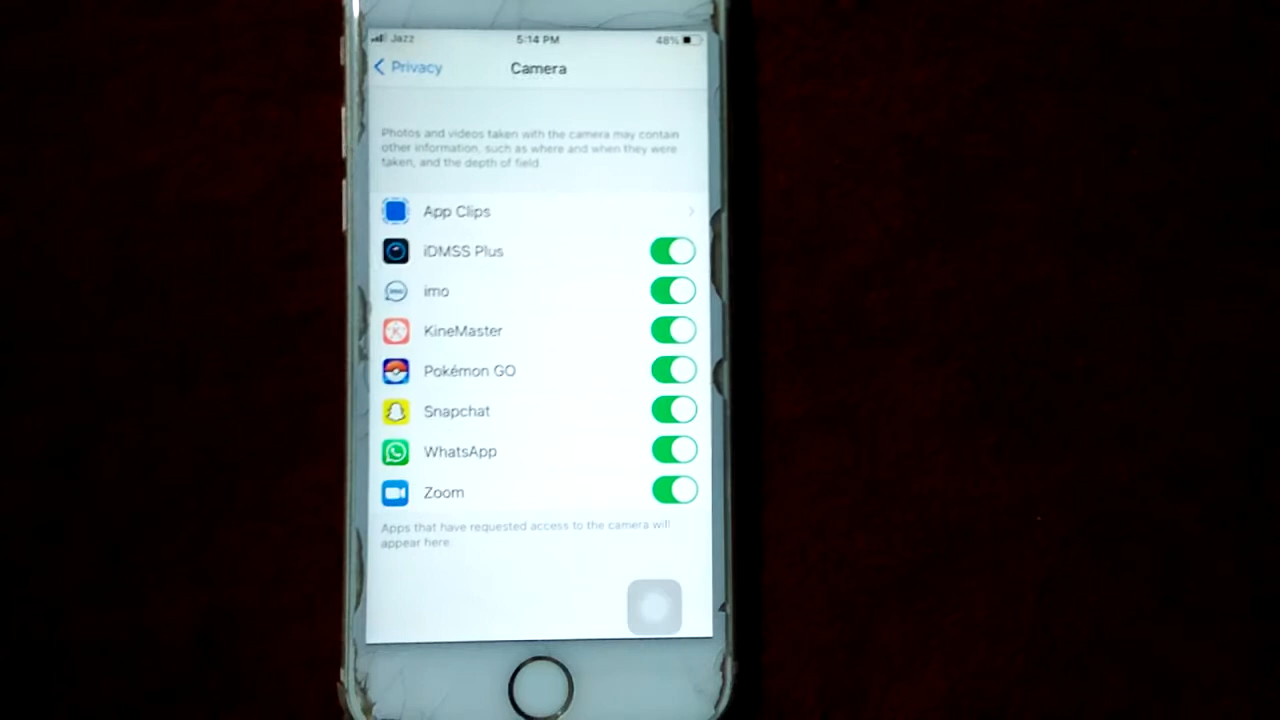 Jazz 5:14 PM 48%
Privacy Camera
Photos and videos taken with the camera may contain
other information, such as where and when they were
taken, and the depth of field.
App Clips
iDMSS Plus
imo
KineMaster
Pokémon GO
Snapchat
WhatsApp
Zoom
Apps that have requested access to the camera will
appear here.